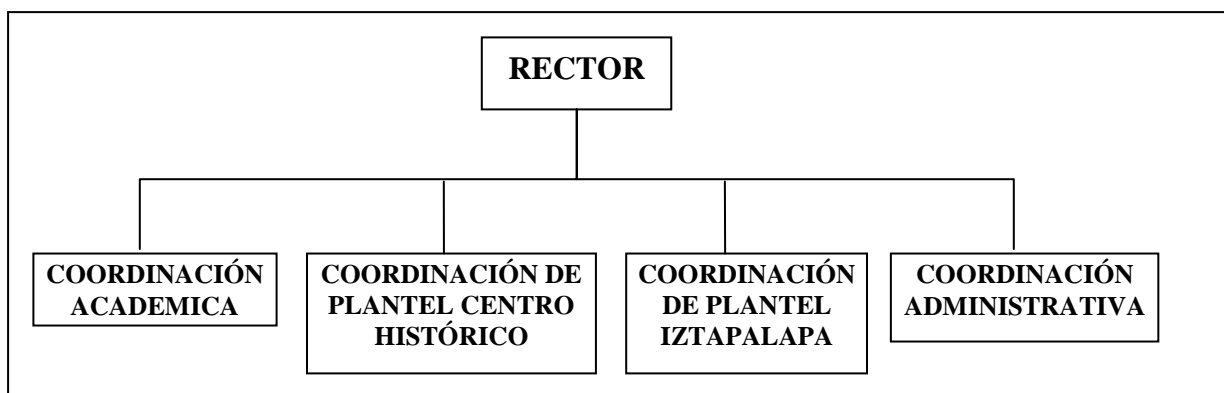 RECTOR
COORDINACIÓN
ACADEMICA
COORDINACIÓN DE
PLANTEL CENTRO
HISTÓRICO
COORDINACIÓN
DE PLANTEL
IZTAPALAPA
COORDINACIÓN
ADMINISTRATIVA